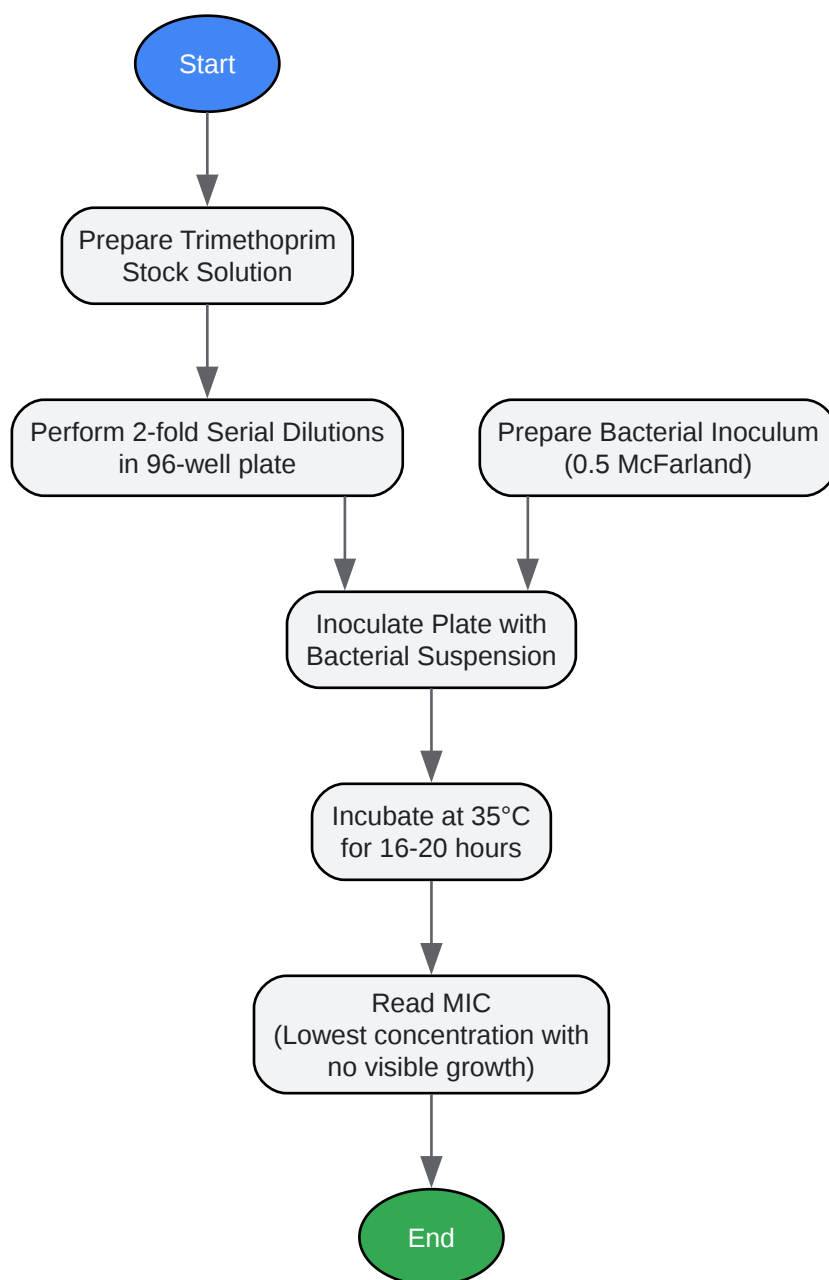 Start
Prepare Trimethoprim
Stock Solution
Perform 2-fold Serial Dilutions
in 96-well plate
Prepare Bacterial Inoculum
(0.5 McFarland)
Inoculate Plate with
Bacterial Suspension
Incubate at 35°C
for 16-20 hours
Read MIC
(Lowest concentration with
no visible growth)
End